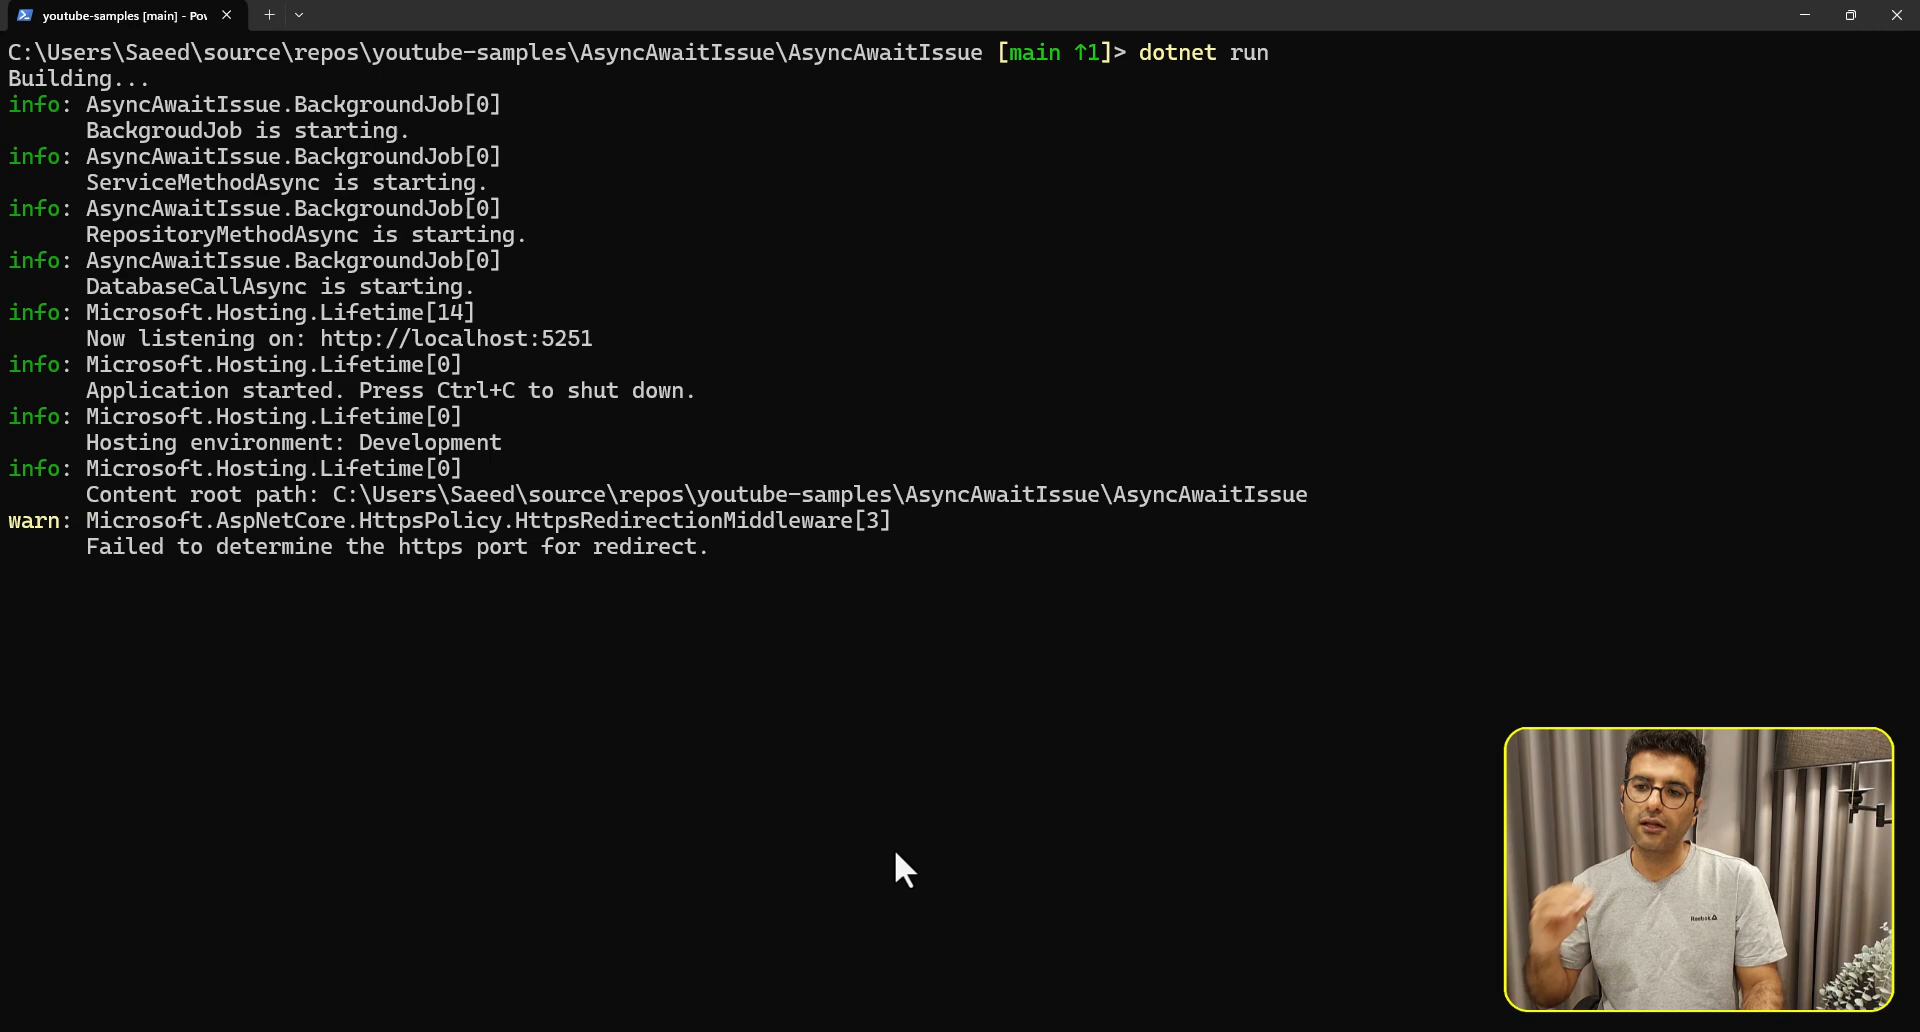 youtube-samples [main] - Pow
C:\Users\Saeed\source\repos\youtube-samples\AsyncAwaitIssue\AsyncAwaitIssue [main ↑1]> dotnet run
Building...
info: AsyncAwaitIssue.BackgroundJob[0]
      BackgroudJob is starting.
info: AsyncAwaitIssue.BackgroundJob[0]
      ServiceMethodAsync is starting.
info: AsyncAwaitIssue.BackgroundJob[0]
      RepositoryMethodAsync is starting.
info: AsyncAwaitIssue.BackgroundJob[0]
      DatabaseCallAsync is starting.
info: Microsoft.Hosting.Lifetime[14]
      Now listening on: http://localhost:5251
info: Microsoft.Hosting.Lifetime[0]
      Application started. Press Ctrl+C to shut down.
info: Microsoft.Hosting.Lifetime[0]
      Hosting environment: Development
info: Microsoft.Hosting.Lifetime[0]
      Content root path: C:\Users\Saeed\source\repos\youtube-samples\AsyncAwaitIssue\AsyncAwaitIssue
warn: Microsoft.AspNetCore.HttpsPolicy.HttpsRedirectionMiddleware[3]
      Failed to determine the https port for redirect.
Reebok